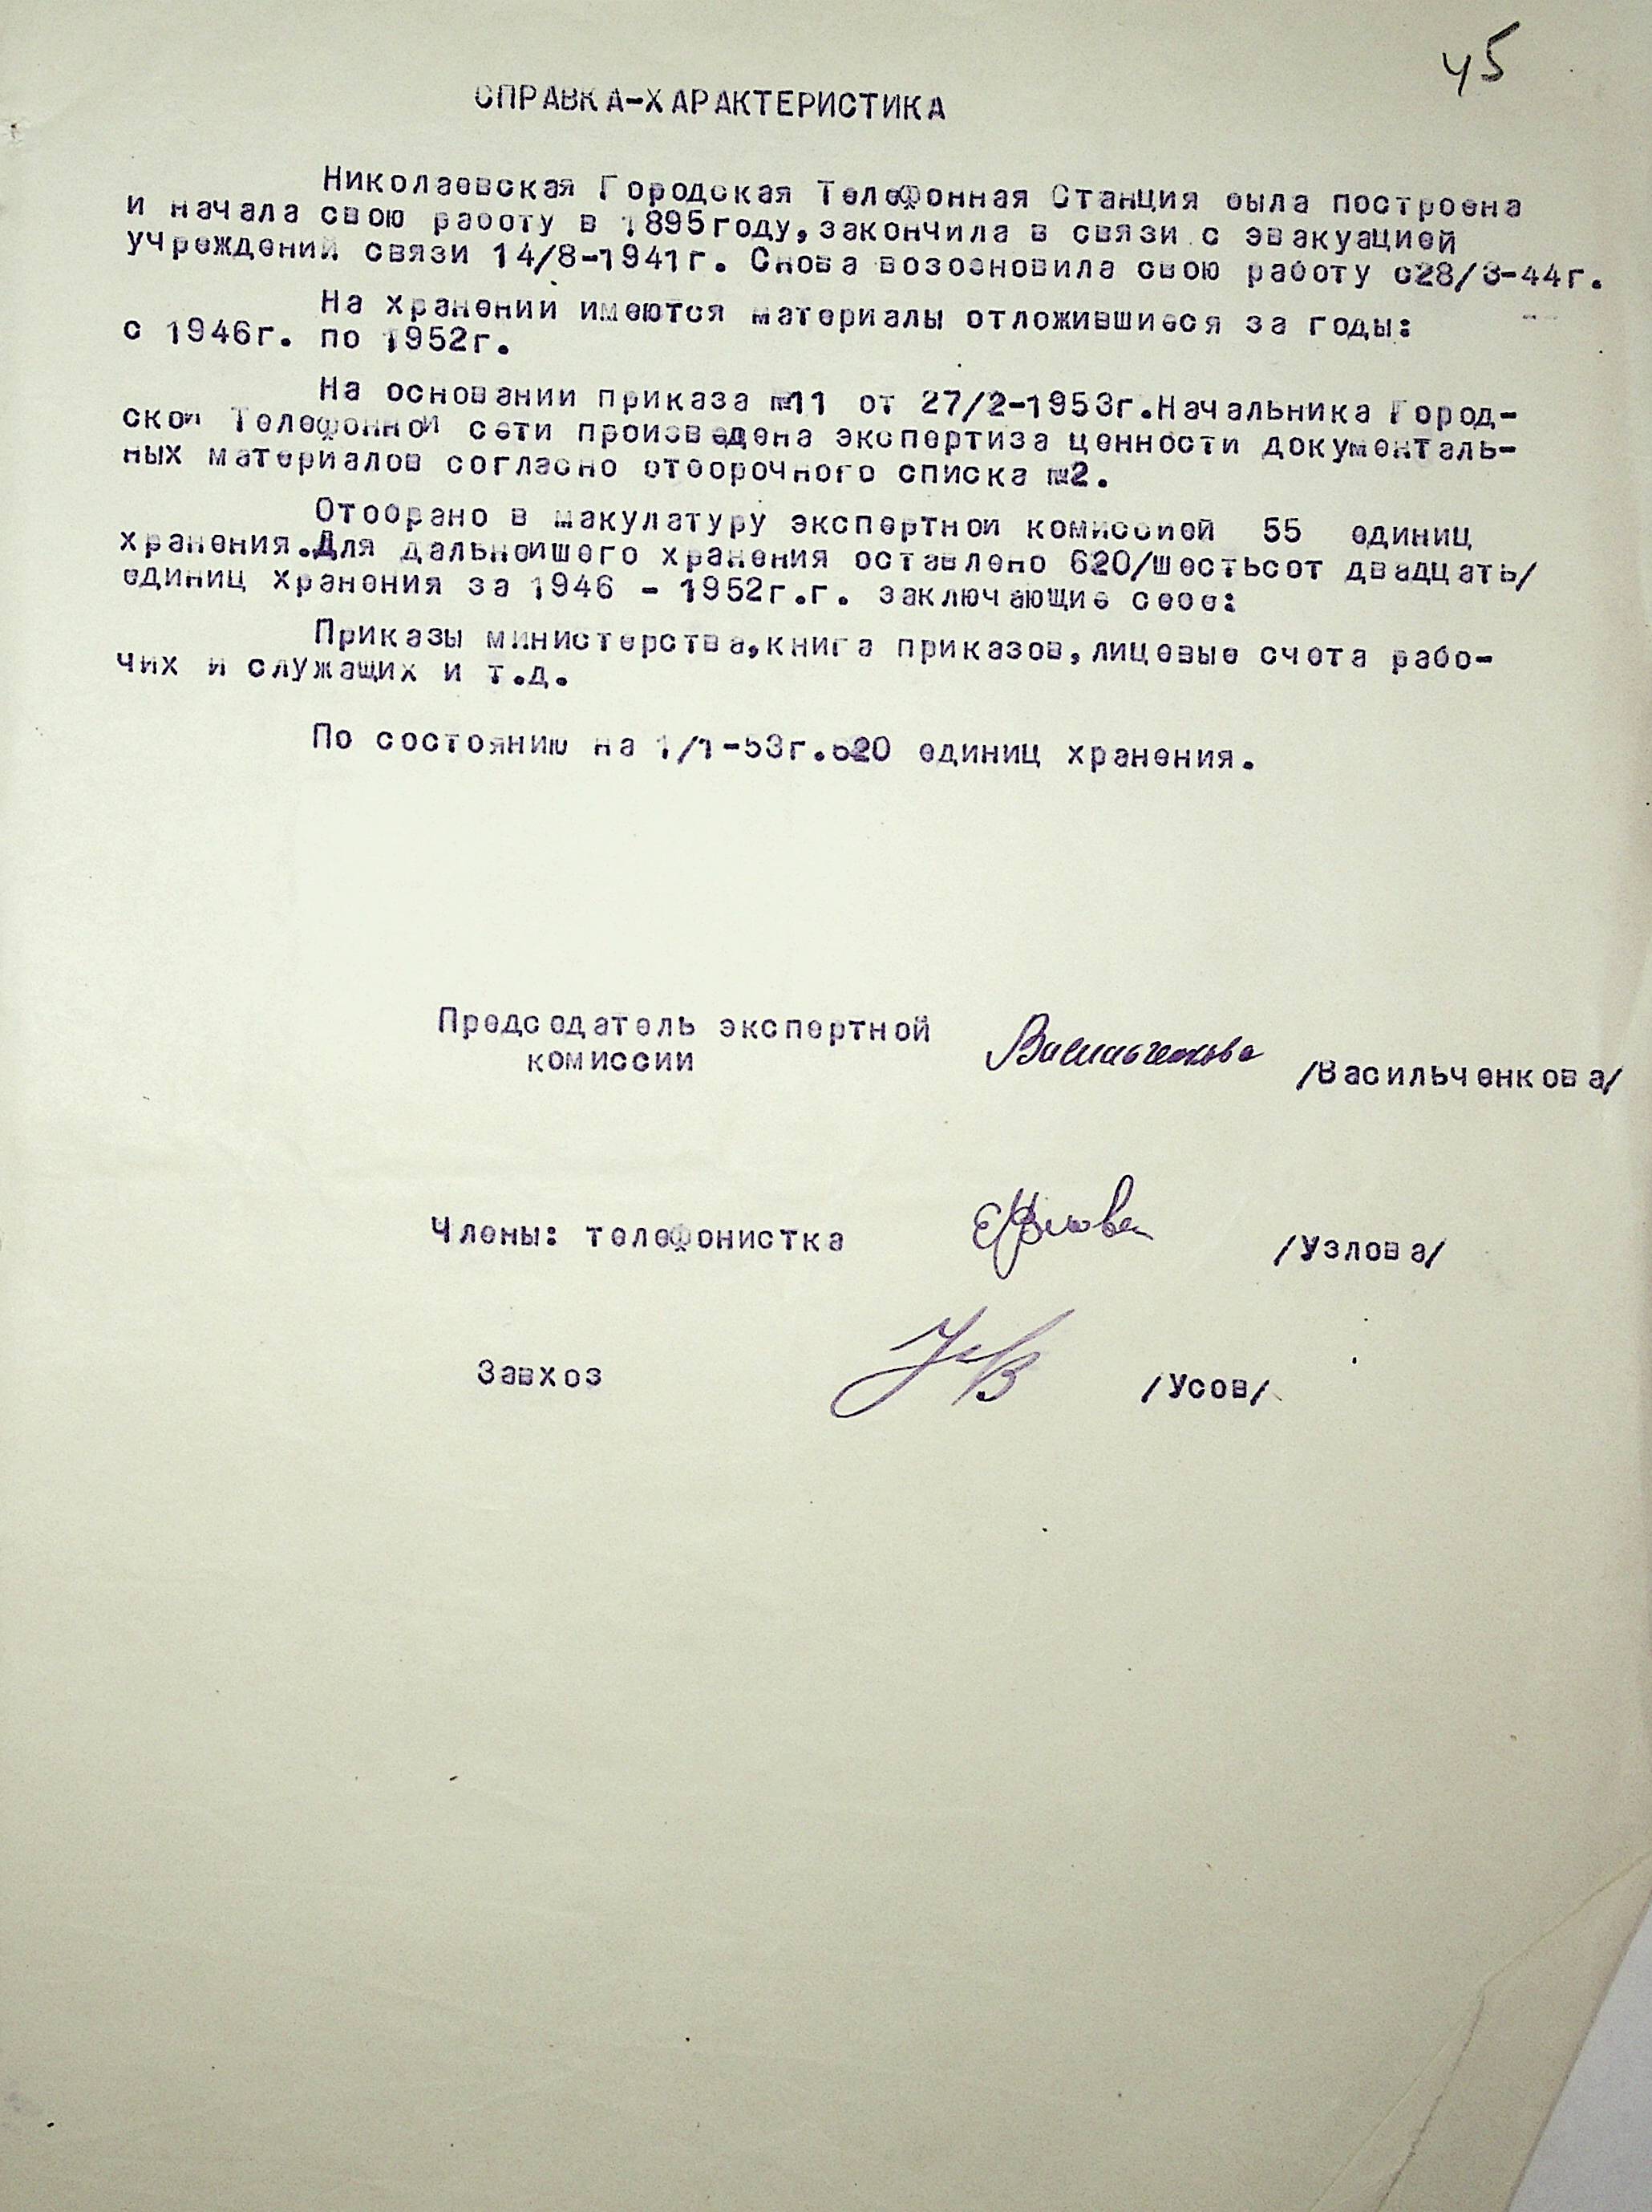 45
СПРАВКА-ХАРАКТЕРИСТИКА
Николаевская Городская Телефонная Станция была построена
и начала свою работу в 1895году,закончила в связи с эвакуацией
учреждений связи 14/8-1941г. Снова возобновила свою работу с28/3-44г.
На хранении имеются материалы отложившиеся за годы:
с 1946г. по 1952г.
На основании приказа №11 от 27/2-1953г.Начальника Город-
ской Телефонной сети произведена экспертиза ценности документаль-
ных материалов согласно отборочного списка №2.
Отобрано в макулатуру экспертной комиссией 55 единиц
хранения.Для дальнейшего хранения оставлено 620/шестьсот двадцать/
единиц хранения за 1946 - 1952г.г. заключающие себе:
Приказы министерства,книга приказов,лицевые счета рабо-
чих и служащих и т.д.
По состоянию на 1/1-53г.620 единиц хранения.
Председатель экспертной
комиссии Васильченкова /Васильченкова/
Члены: телефонистка ЕУзлова /Узлова/
Завхоз /Усов/